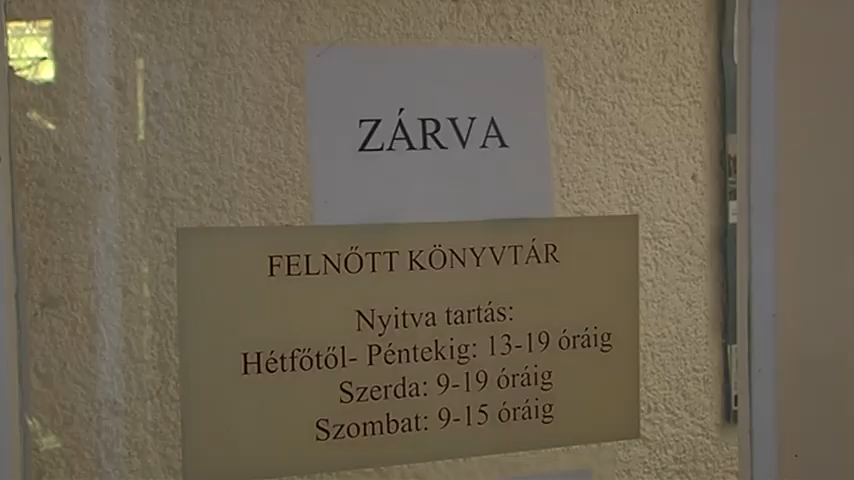 ZÁRVA
FELNŐTT KÖNYVTÁR
Nyitva tartás:
Hétfőtől- Péntekig: 13-19 óráig
Szerda: 9-19 óráig
Szombat: 9-15 óráig